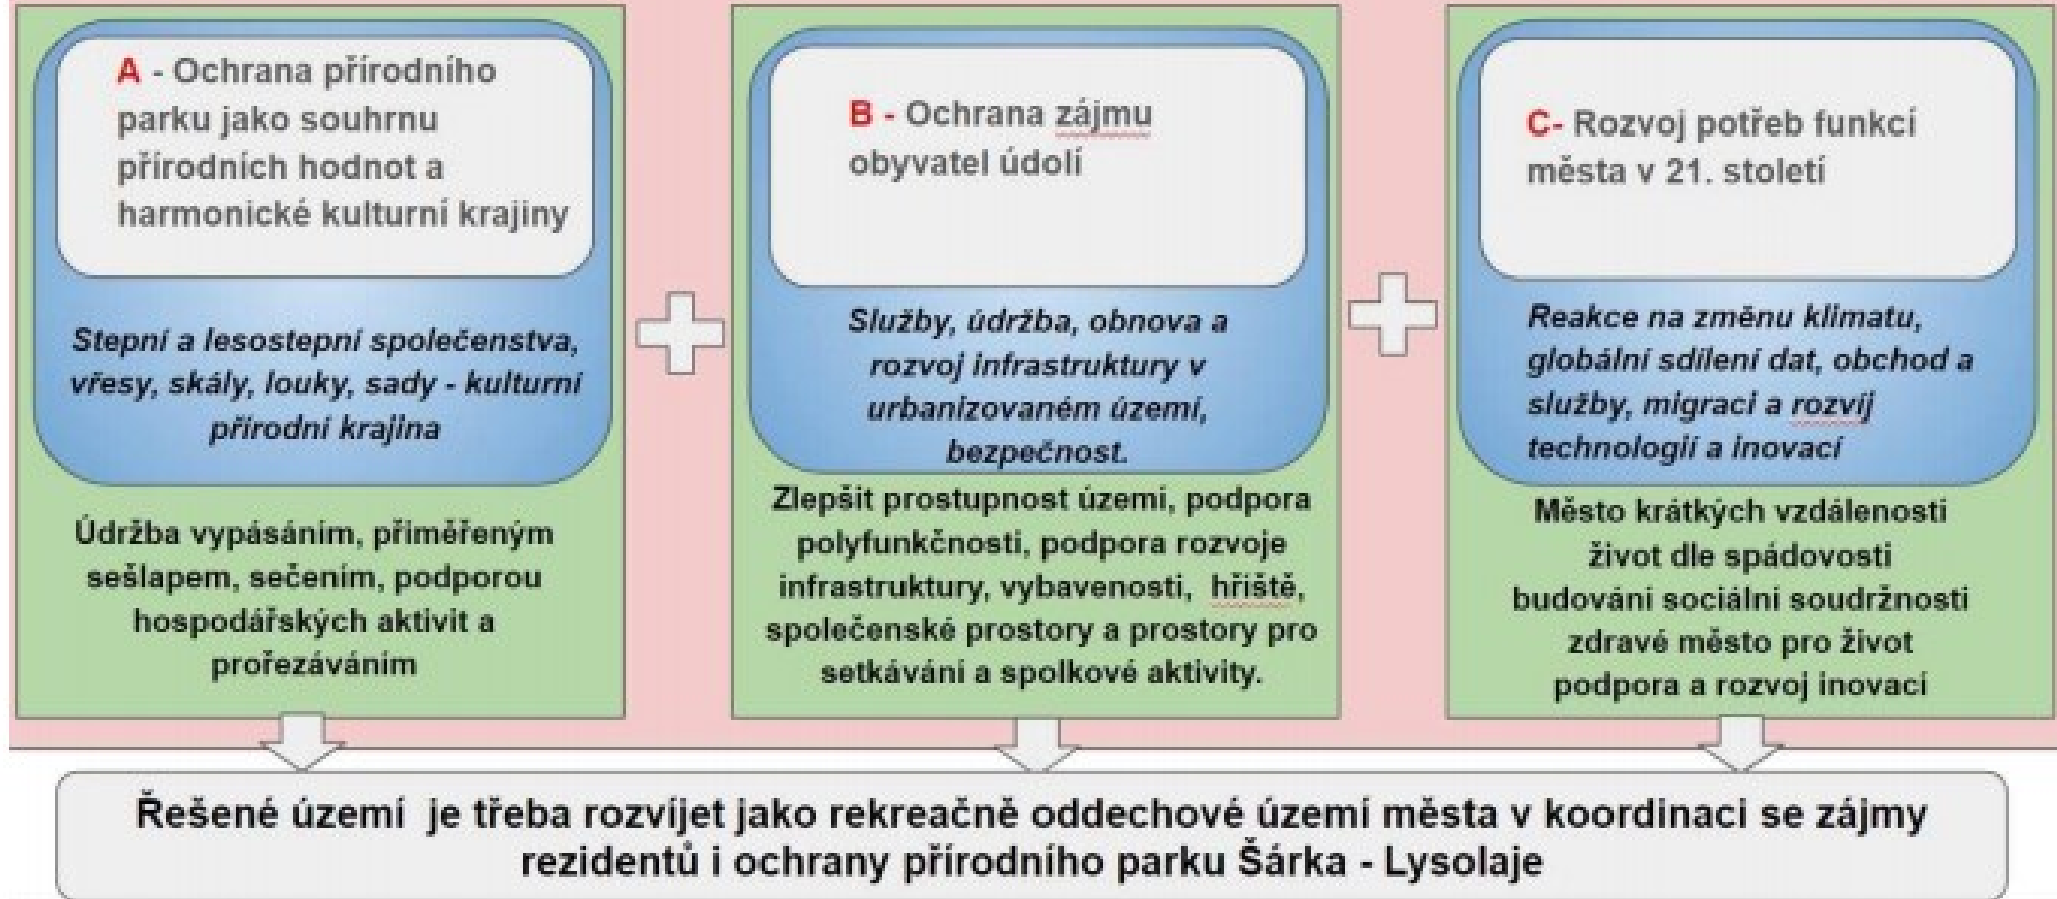 A - Ochrana přírodního
parku jako souhrnu
přírodních hodnot a
harmonické kulturní krajiny
Stepní a lesostepní společenstva,
vřesy, skály, louky, sady - kulturní
přírodní krajina
Údržba vypásáním, přiměřeným
sešlapem, sečením, podporou
hospodářských aktivit a
prořezáváním
B - Ochrana zájmu
obyvatel údolí
Služby, údržba, obnova a
rozvoj infrastruktury v
urbanizovaném území,
bezpečnost.
Zlepšit prostupnost území, podpora
polyfunkčnosti, podpora rozvoje
infrastruktury, vybavenosti, hřiště,
společenské prostory a prostory pro
setkávání a spolkové aktivity.
C- Rozvoj potřeb funkcí
města v 21. století
Reakce na změnu klimatu,
globální sdílení dat, obchod a
služby, migraci a rozvíj
technologií a inovací
Město krátkých vzdáleností
život dle spádovosti
budování sociální soudržnosti
zdravé město pro život
podpora a rozvoj inovací
Řešené území je třeba rozvíjet jako rekreačně oddechové území města v koordinaci se zájmy
rezidentů i ochrany přírodního parku Šárka - Lysolaje